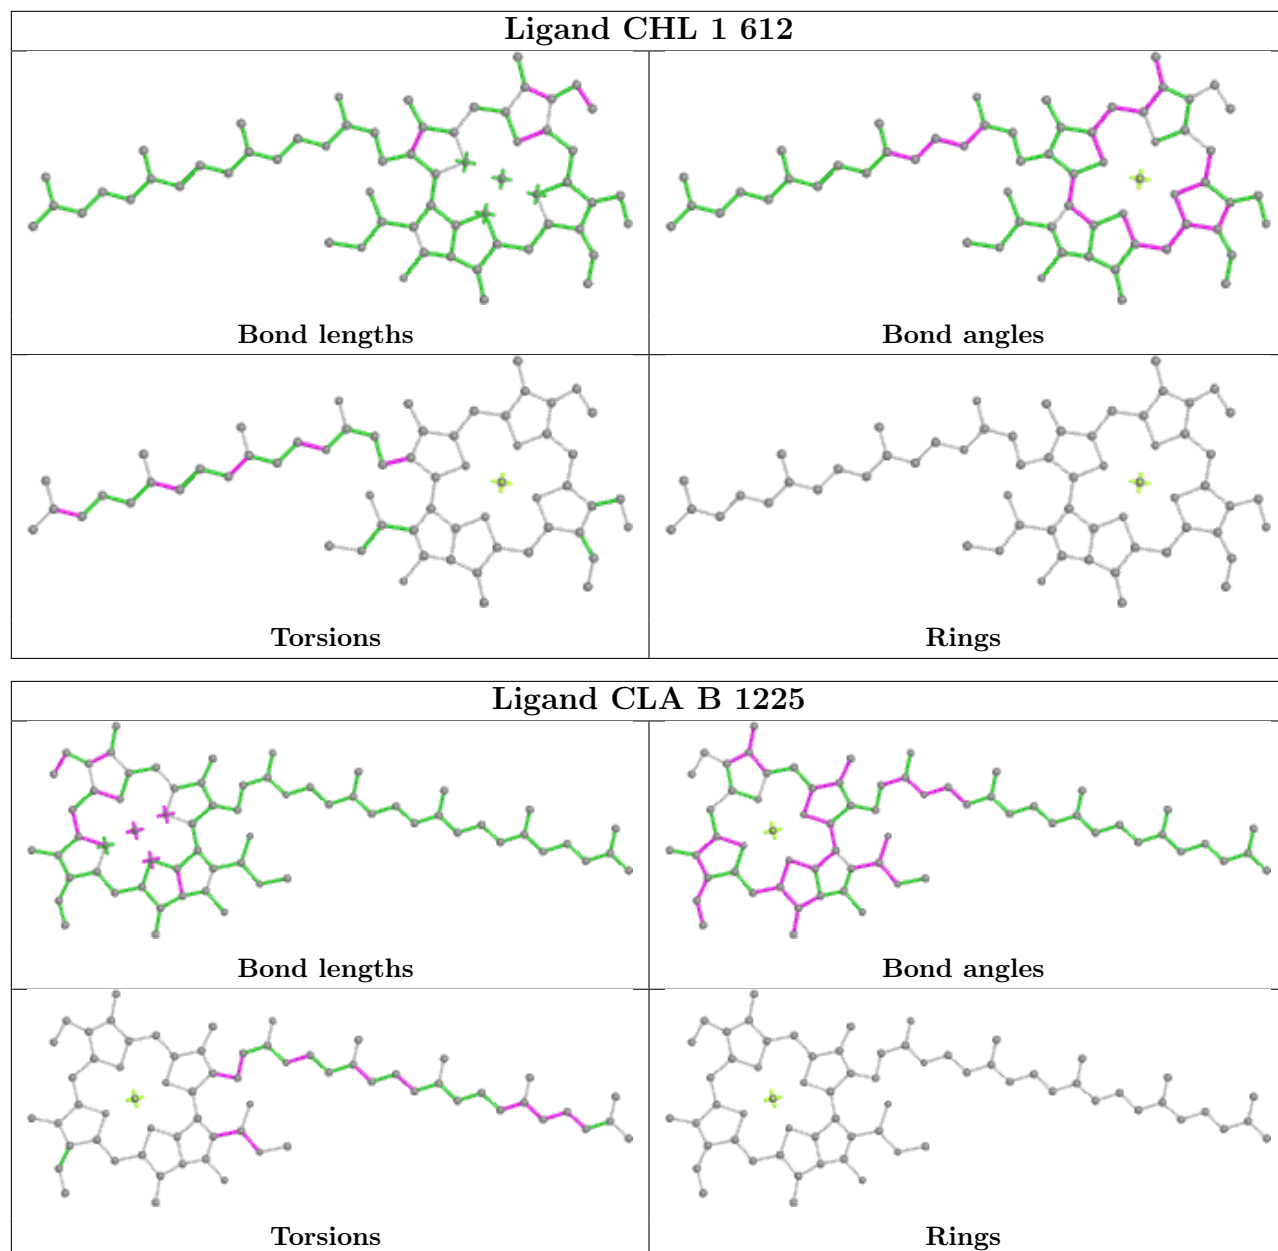 Ligand CHL 1 612
Bond lengths
Bond angles
Torsions
Rings
Ligand CLA B 1225
Bond lengths
Bond angles
Torsions
Rings